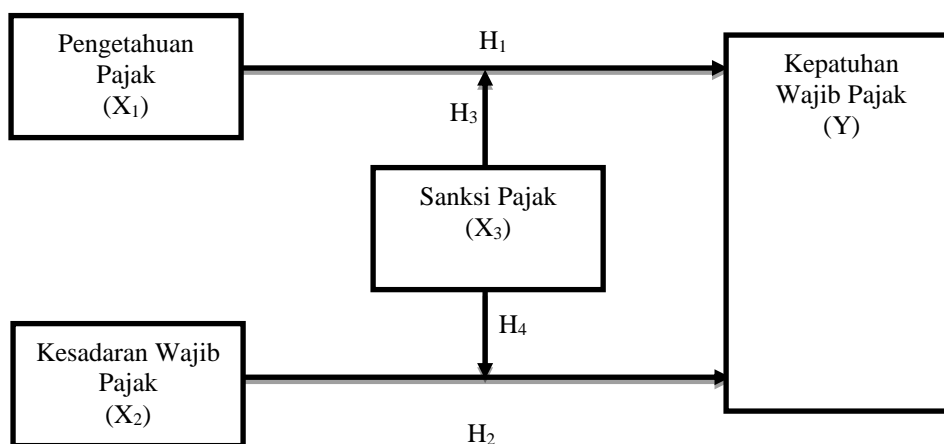 Pengetahuan
Pajak
(X₁)
H₁
Kepatuhan
Wajib Pajak
(Y)
H₃
Sanksi Pajak
(X₃)
H₄
Kesadaran Wajib
Pajak
(X₂)
H₂